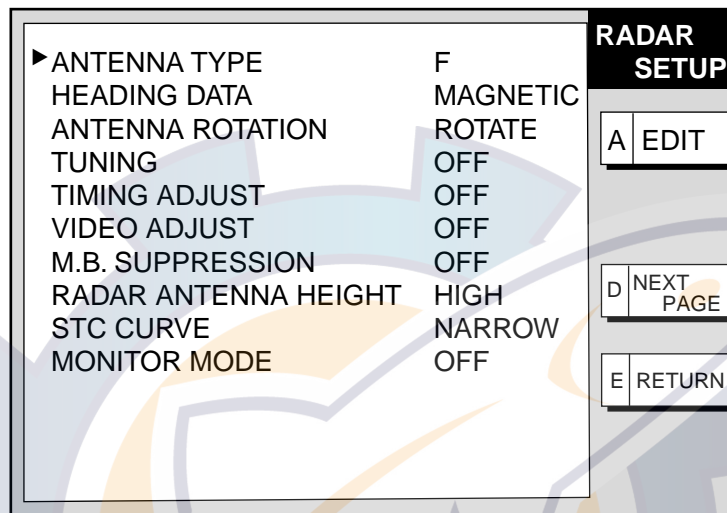 RADAR
SETUP
▶ANTENNA TYPE F
HEADING DATA MAGNETIC
ANTENNA ROTATION ROTATE
TUNING OFF
TIMING ADJUST OFF
VIDEO ADJUST OFF
M.B. SUPPRESSION OFF
RADAR ANTENNA HEIGHT HIGH
STC CURVE NARROW
MONITOR MODE OFF
A EDIT
D NEXT
PAGE
E RETURN